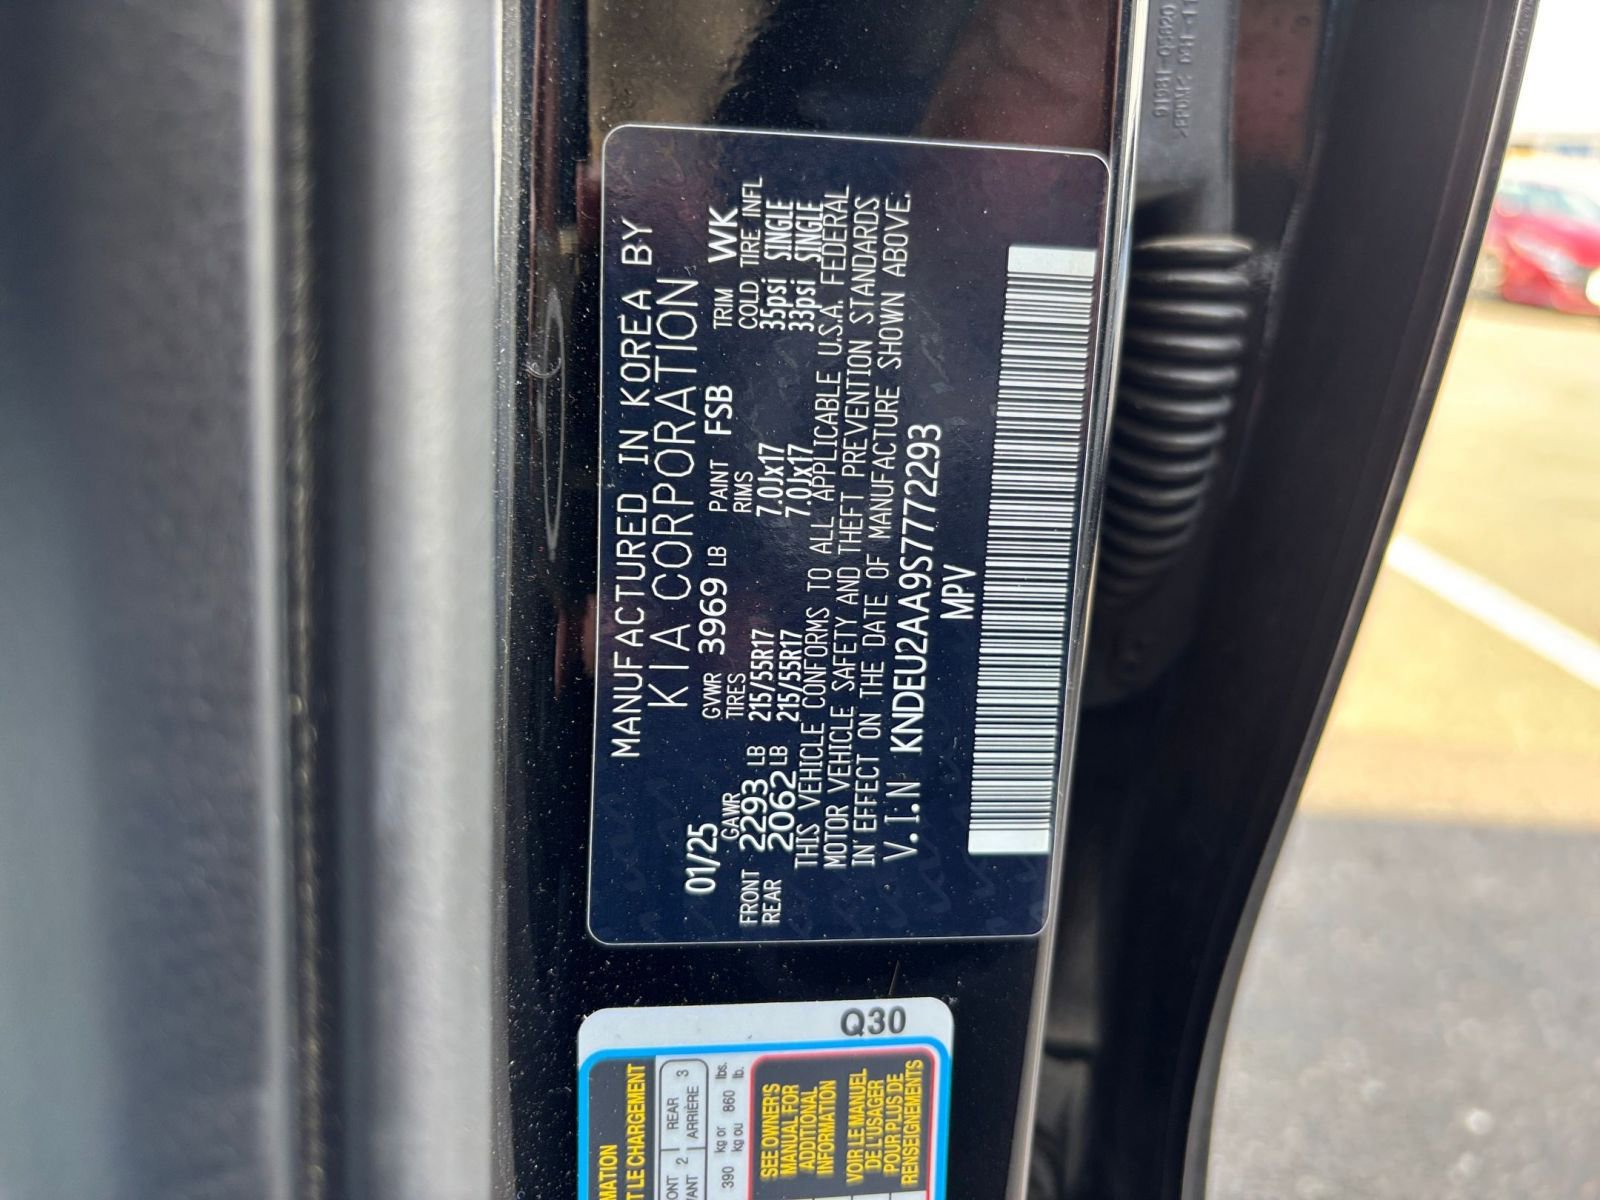 MANUFACTURED IN KOREA BY
KIA CORPORATION
01/25 GVWR 3969 LB PAINT FSB TRIM WK
GAWR TIRES RIMS COLD TIRE INFL
FRONT 2293 LB 215/55R17 7.0Jx17 35psi SINGLE
REAR 2062 LB 215/55R17 7.0Jx17 33psi SINGLE
THIS VEHICLE CONFORMS TO ALL APPLICABLE U.S.A. FEDERAL
MOTOR VEHICLE SAFETY AND THEFT PREVENTION STANDARDS
IN EFFECT ON THE DATE OF MANUFACTURE SHOWN ABOVE.
V.I.N KNDEU2AA9S7772293
MPV
Q30
LE CHARGEMENT
2 REAR 3
2 ARRIÈRE
390 kg or 860 lbs.
kg ou lb.
SEE OWNER'S
MANUAL FOR
ADDITIONAL
INFORMATION
VOIR LE MANUEL
DE L'USAGER
POUR PLUS DE
RENSEIGNEMENTS